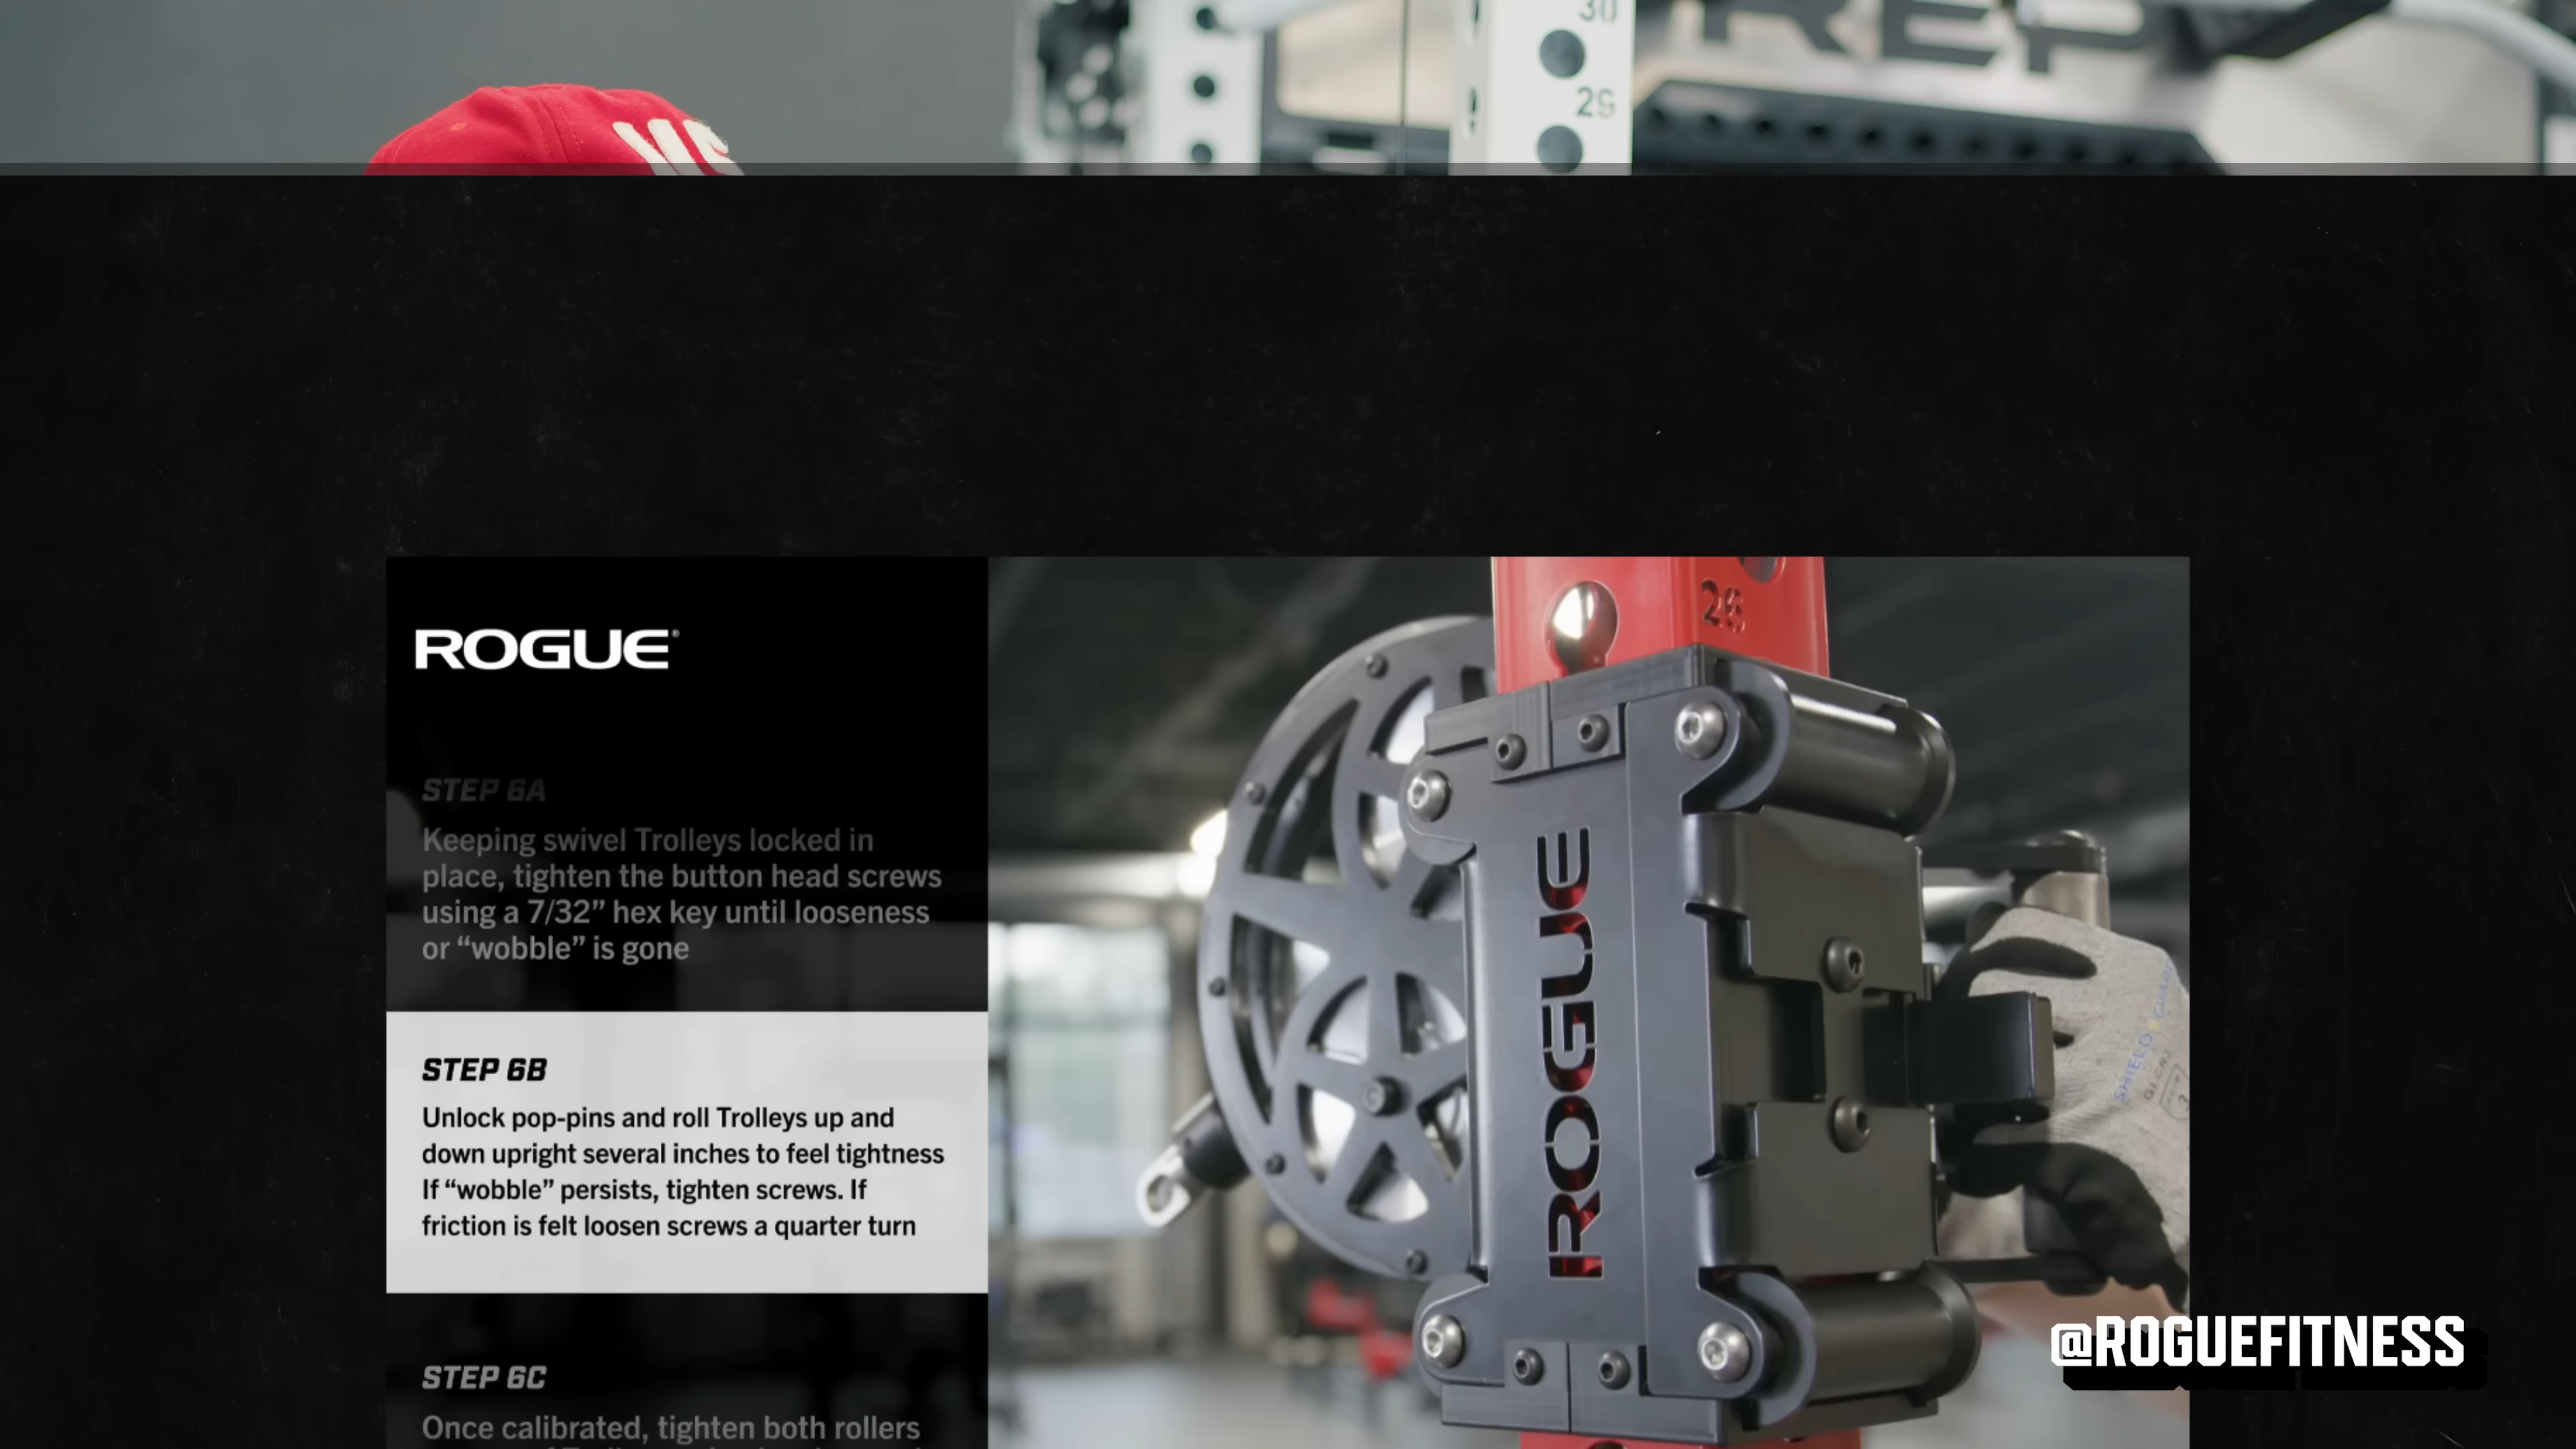 30
29
REP
ROGUE®
26
STEP 6A
Keeping swivel Trolleys locked in
place, tighten the button head screws
using a 7/32” hex key until looseness
or “wobble” is gone
ROGUE
STEP 6B
Unlock pop-pins and roll Trolleys up and
down upright several inches to feel tightness
If “wobble” persists, tighten screws. If
friction is felt loosen screws a quarter turn
SHIELD
@ROGUEFITNESS
STEP 6C
Once calibrated, tighten both rollers